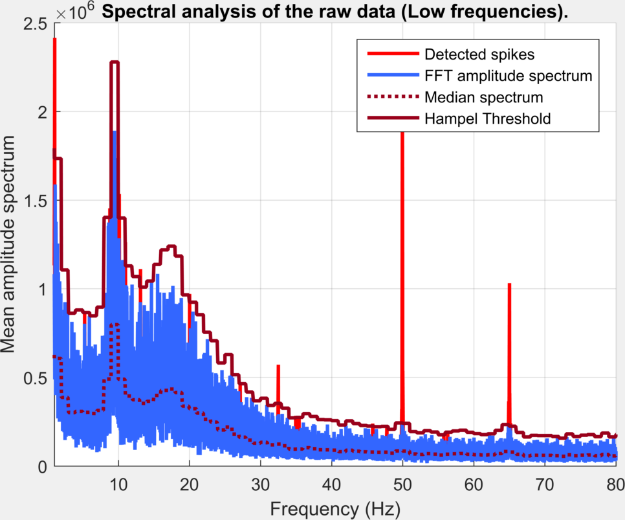 Spectral analysis of the raw data (Low frequencies).
×10⁶
2.5
2
1.5
1
0.5
0
Mean amplitude spectrum
Detected spikes
FFT amplitude spectrum
Median spectrum
Hampel Threshold
10 20 30 40 50 60 70 80
Frequency (Hz)